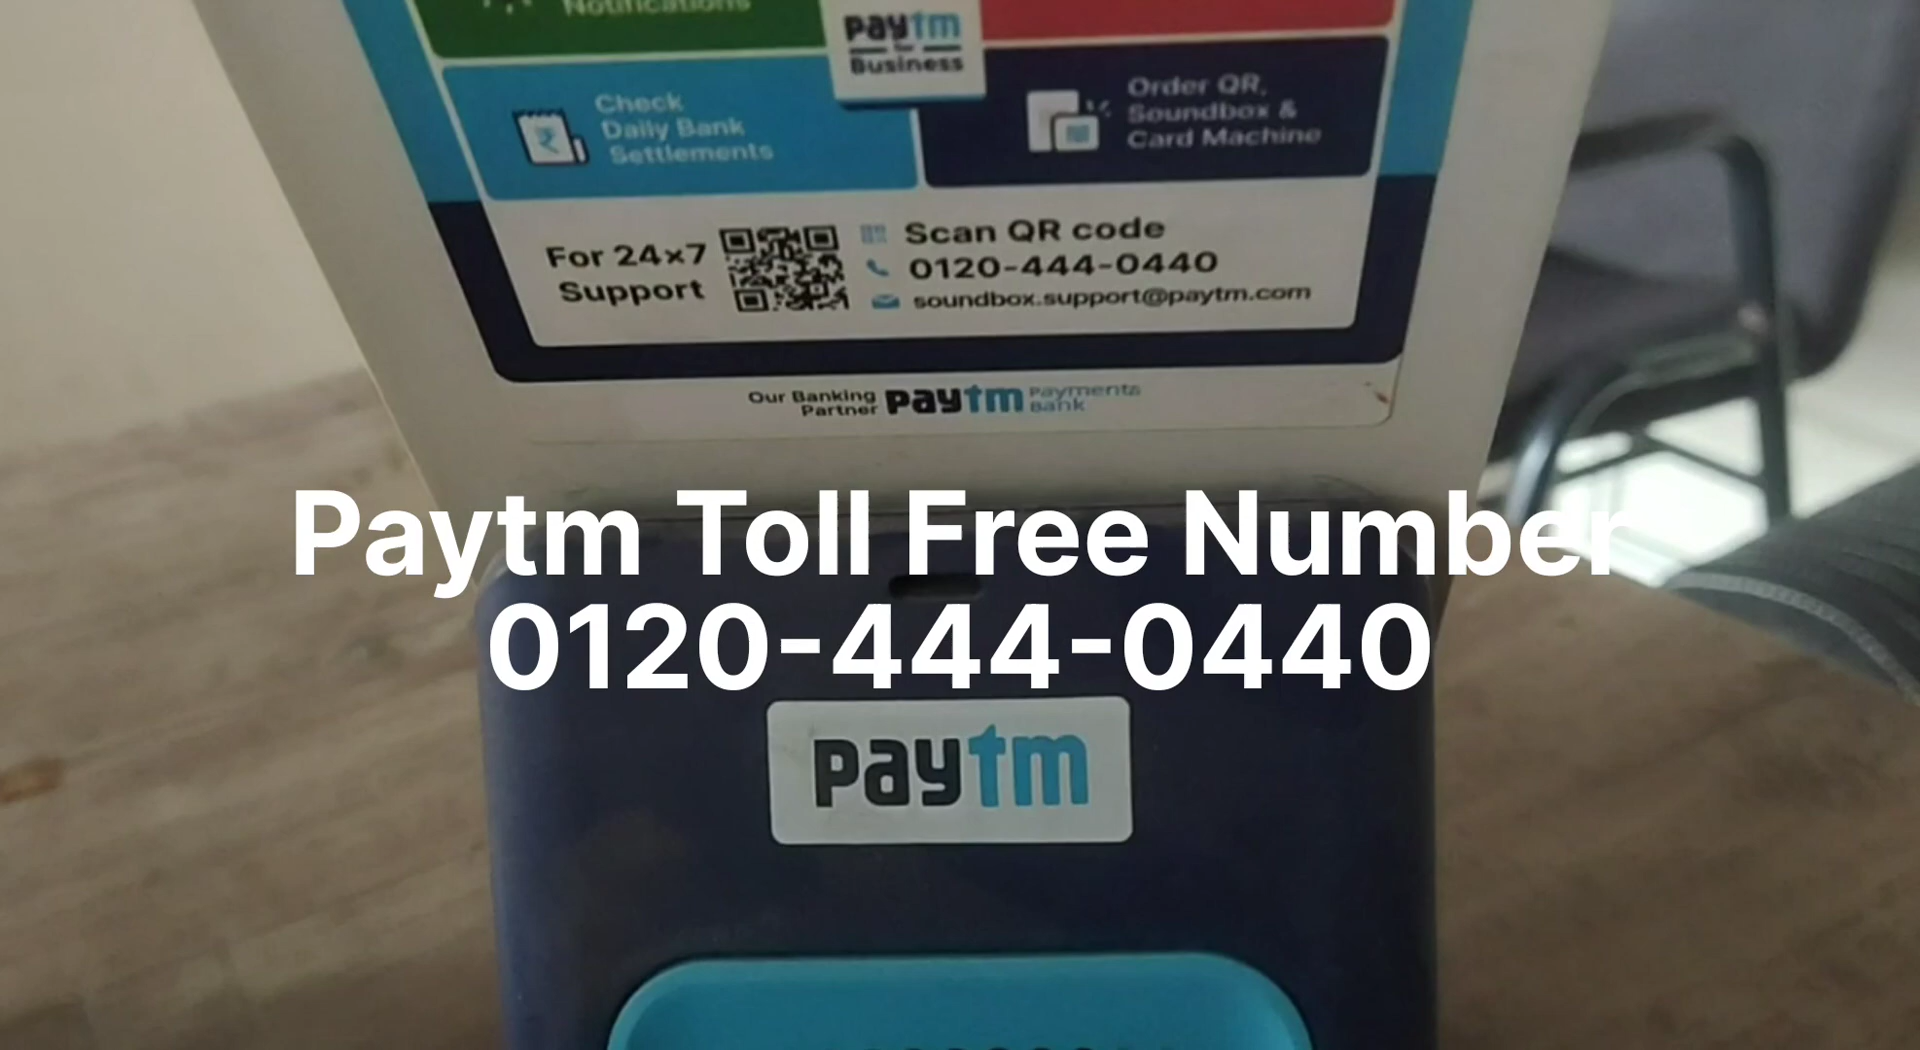 Notifications
paytm
for
Business
Check
Daily Bank
Settlements
Order QR,
Soundbox &
Card Machine
For 24x7
Support
Scan QR code
0120-444-0440
soundbox.support@paytm.com
Our Banking
Partner
paytm
Payments
Bank
Paytm Toll Free Number
0120-444-0440
paytm